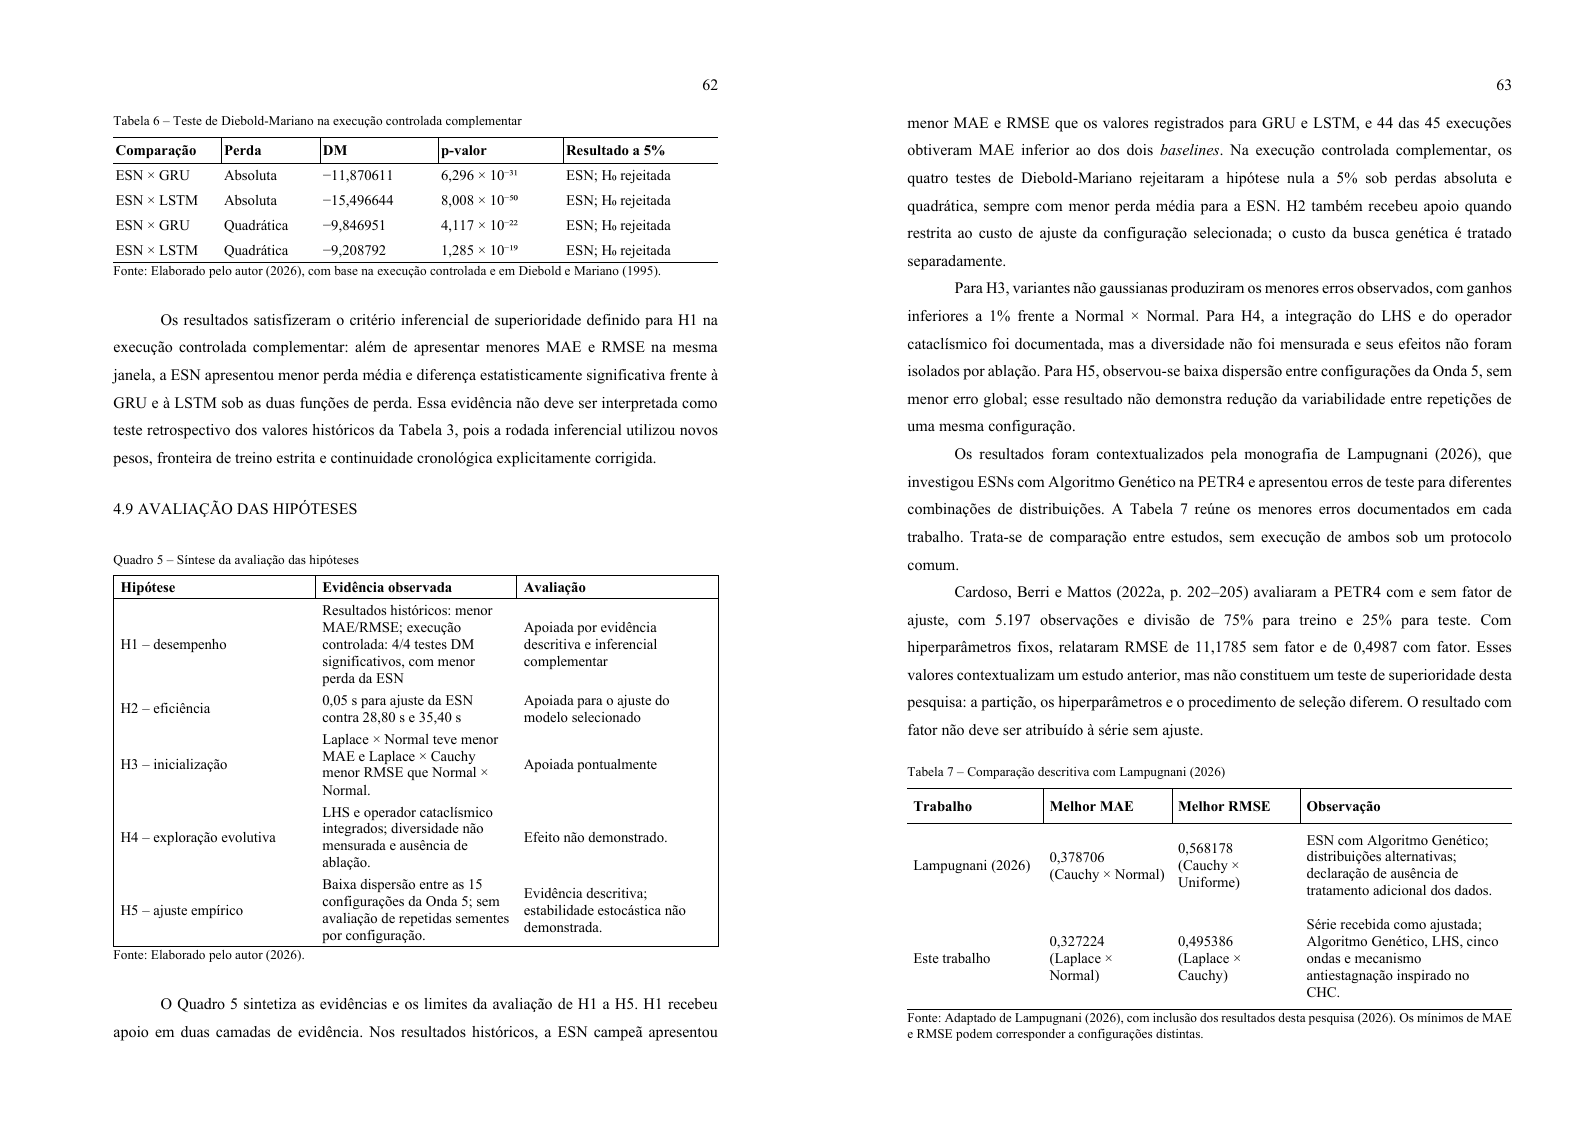 62
Tabela 6 – Teste de Diebold-Mariano na execução controlada complementar
Comparação Perda DM p-valor Resultado a 5%
ESN × GRU Absoluta −11,870611 6,296 × 10⁻³¹ ESN; H₀ rejeitada
ESN × LSTM Absoluta −15,496644 8,008 × 10⁻⁵⁰ ESN; H₀ rejeitada
ESN × GRU Quadrática −9,846951 4,117 × 10⁻²² ESN; H₀ rejeitada
ESN × LSTM Quadrática −9,208792 1,285 × 10⁻¹⁹ ESN; H₀ rejeitada
Fonte: Elaborado pelo autor (2026), com base na execução controlada e em Diebold e Mariano (1995).
Os resultados satisfizeram o critério inferencial de superioridade definido para H1 na
execução controlada complementar: além de apresentar menores MAE e RMSE na mesma
janela, a ESN apresentou menor perda média e diferença estatisticamente significativa frente à
GRU e à LSTM sob as duas funções de perda. Essa evidência não deve ser interpretada como
teste retrospectivo dos valores históricos da Tabela 3, pois a rodada inferencial utilizou novos
pesos, fronteira de treino estrita e continuidade cronológica explicitamente corrigida.
4.9 AVALIAÇÃO DAS HIPÓTESES
Quadro 5 – Síntese da avaliação das hipóteses
Hipótese Evidência observada Avaliação
H1 – desempenho
Resultados históricos: menor
MAE/RMSE; execução
controlada: 4/4 testes DM
significativos, com menor
perda da ESN
Apoiada por evidência
descritiva e inferencial
complementar
H2 – eficiência
0,05 s para ajuste da ESN
contra 28,80 s e 35,40 s
Apoiada para o ajuste do
modelo selecionado
H3 – inicialização
Laplace × Normal teve menor
MAE e Laplace × Cauchy
menor RMSE que Normal ×
Normal.
Apoiada pontualmente
H4 – exploração evolutiva
LHS e operador cataclísmico
integrados; diversidade não
mensurada e ausência de
ablação.
Efeito não demonstrado.
H5 – ajuste empírico
Baixa dispersão entre as 15
configurações da Onda 5; sem
avaliação de repetidas sementes
por configuração.
Evidência descritiva;
estabilidade estocástica não
demonstrada.
Fonte: Elaborado pelo autor (2026).
O Quadro 5 sintetiza as evidências e os limites da avaliação de H1 a H5. H1 recebeu
apoio em duas camadas de evidência. Nos resultados históricos, a ESN campeã apresentou
63
menor MAE e RMSE que os valores registrados para GRU e LSTM, e 44 das 45 execuções
obtiveram MAE inferior ao dos dois baselines. Na execução controlada complementar, os
quatro testes de Diebold-Mariano rejeitaram a hipótese nula a 5% sob perdas absoluta e
quadrática, sempre com menor perda média para a ESN. H2 também recebeu apoio quando
restrita ao custo de ajuste da configuração selecionada; o custo da busca genética é tratado
separadamente.
Para H3, variantes não gaussianas produziram os menores erros observados, com ganhos
inferiores a 1% frente a Normal × Normal. Para H4, a integração do LHS e do operador
cataclísmico foi documentada, mas a diversidade não foi mensurada e seus efeitos não foram
isolados por ablação. Para H5, observou-se baixa dispersão entre configurações da Onda 5, sem
menor erro global; esse resultado não demonstra redução da variabilidade entre repetições de
uma mesma configuração.
Os resultados foram contextualizados pela monografia de Lampugnani (2026), que
investigou ESNs com Algoritmo Genético na PETR4 e apresentou erros de teste para diferentes
combinações de distribuições. A Tabela 7 reúne os menores erros documentados em cada
trabalho. Trata-se de comparação entre estudos, sem execução de ambos sob um protocolo
comum.
Cardoso, Berri e Mattos (2022a, p. 202–205) avaliaram a PETR4 com e sem fator de
ajuste, com 5.197 observações e divisão de 75% para treino e 25% para teste. Com
hiperparâmetros fixos, relataram RMSE de 11,1785 sem fator e de 0,4987 com fator. Esses
valores contextualizam um estudo anterior, mas não constituem um teste de superioridade desta
pesquisa: a partição, os hiperparâmetros e o procedimento de seleção diferem. O resultado com
fator não deve ser atribuído à série sem ajuste.
Tabela 7 – Comparação descritiva com Lampugnani (2026)
Trabalho Melhor MAE Melhor RMSE Observação
Lampugnani (2026)
0,378706
(Cauchy × Normal)
0,568178
(Cauchy ×
Uniforme)
ESN com Algoritmo Genético;
distribuições alternativas;
declaração de ausência de
tratamento adicional dos dados.
Este trabalho
0,327224
(Laplace ×
Normal)
0,495386
(Laplace ×
Cauchy)
Série recebida como ajustada;
Algoritmo Genético, LHS, cinco
ondas e mecanismo
antiestagnação inspirado no
CHC.
Fonte: Adaptado de Lampugnani (2026), com inclusão dos resultados desta pesquisa (2026). Os mínimos de MAE
e RMSE podem corresponder a configurações distintas.